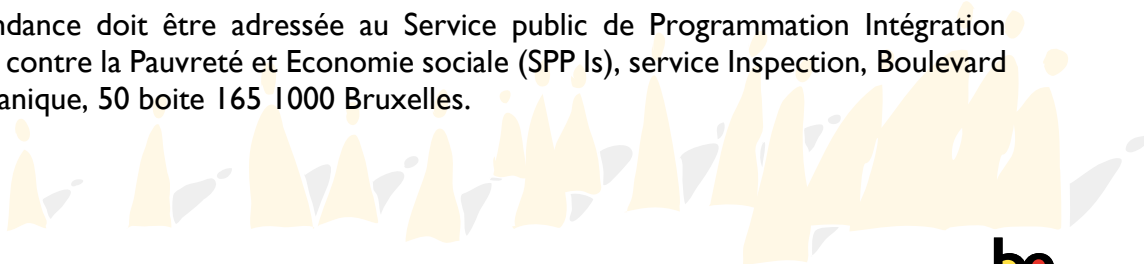 ndance doit être adressée au Service public de Programmation Intégration
contre la Pauvreté et Economie sociale (SPP Is), service Inspection, Boulevard
anique, 50 boite 165 1000 Bruxelles.
be